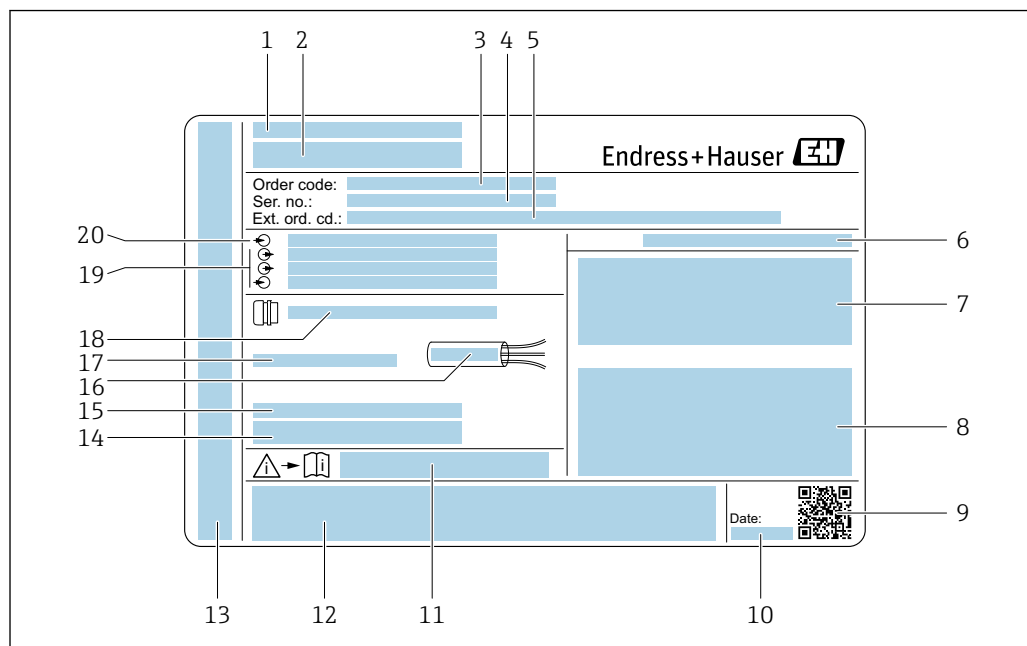 1 2 3 4 5
Endress+Hauser EH
Order code:
Ser. no.:
Ext. ord. cd.:
20 6
19
7
18
17
16
15
14 8
i i
9
Date:
13 12 11 10